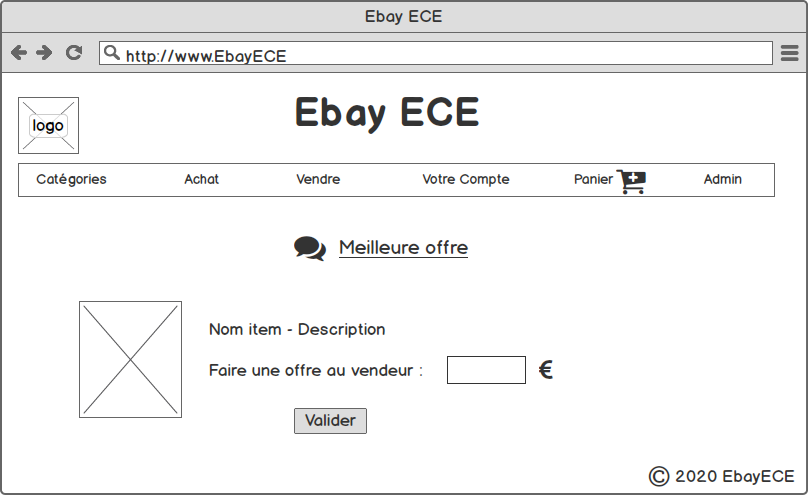 Ebay ECE
http://www.EbayECE
Ebay ECE
logo
Catégories Achat Vendre Votre Compte Panier Admin
Meilleure offre
Nom item - Description
Faire une offre au vendeur : €
Valider
© 2020 EbayECE